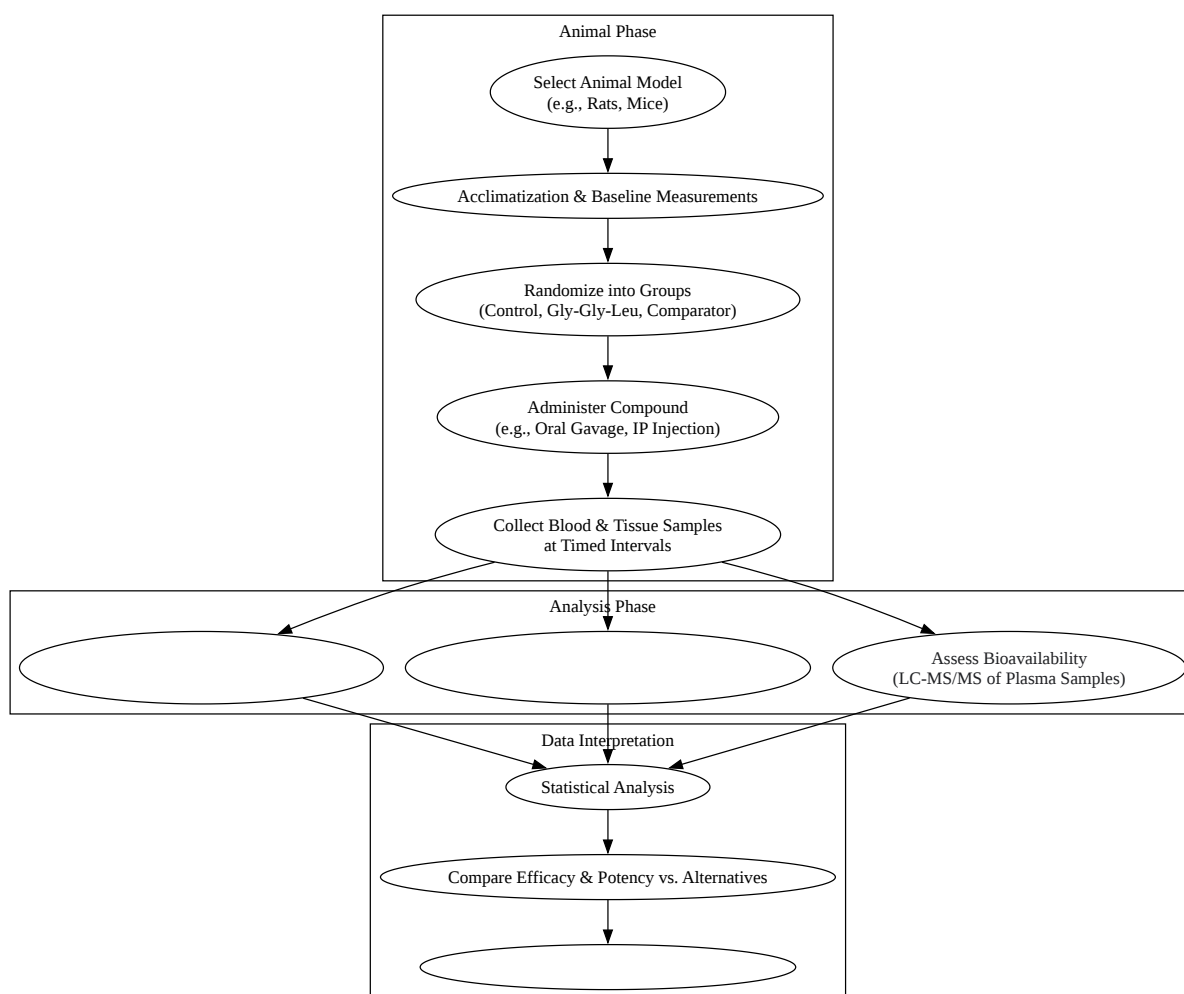 Animal Phase
Select Animal Model
(e.g., Rats, Mice)
Acclimatization & Baseline Measurements
Randomize into Groups
(Control, Gly-Gly-Leu, Comparator)
Administer Compound
(e.g., Oral Gavage, IP Injection)
Collect Blood & Tissue Samples
at Timed Intervals
Analysis Phase
Assess Bioavailability
(LC-MS/MS of Plasma Samples)
Data Interpretation
Statistical Analysis
Compare Efficacy & Potency vs. Alternatives